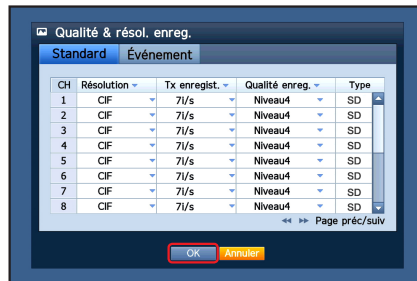 Qualité & résol. enreg.
Standard Événement
CH Résolution Tx enregist. Qualité enreg. Type
1 CIF 7i/s Niveau4 SD
2 CIF 7i/s Niveau4 SD
3 CIF 7i/s Niveau4 SD
4 CIF 7i/s Niveau4 SD
5 CIF 7i/s Niveau4 SD
6 CIF 7i/s Niveau4 SD
7 CIF 7i/s Niveau4 SD
8 CIF 7i/s Niveau4 SD
Page préc/suiv
OK Annuler